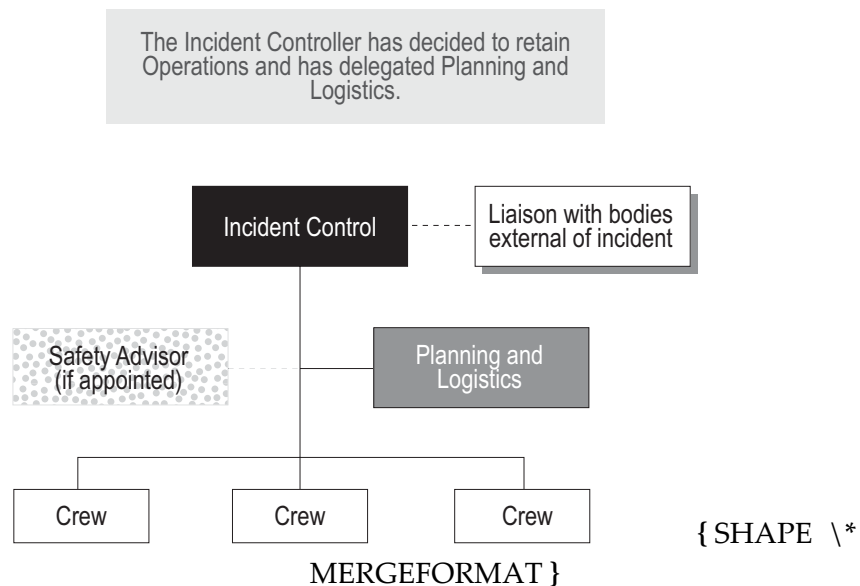 The Incident Controller has decided to retain
Operations and has delegated Planning and
Logistics.
Incident Control
Liaison with bodies
external of incident
Safety Advisor
(if appointed)
Planning and
Logistics
Crew
Crew
Crew
{ SHAPE \*
MERGEFORMAT }